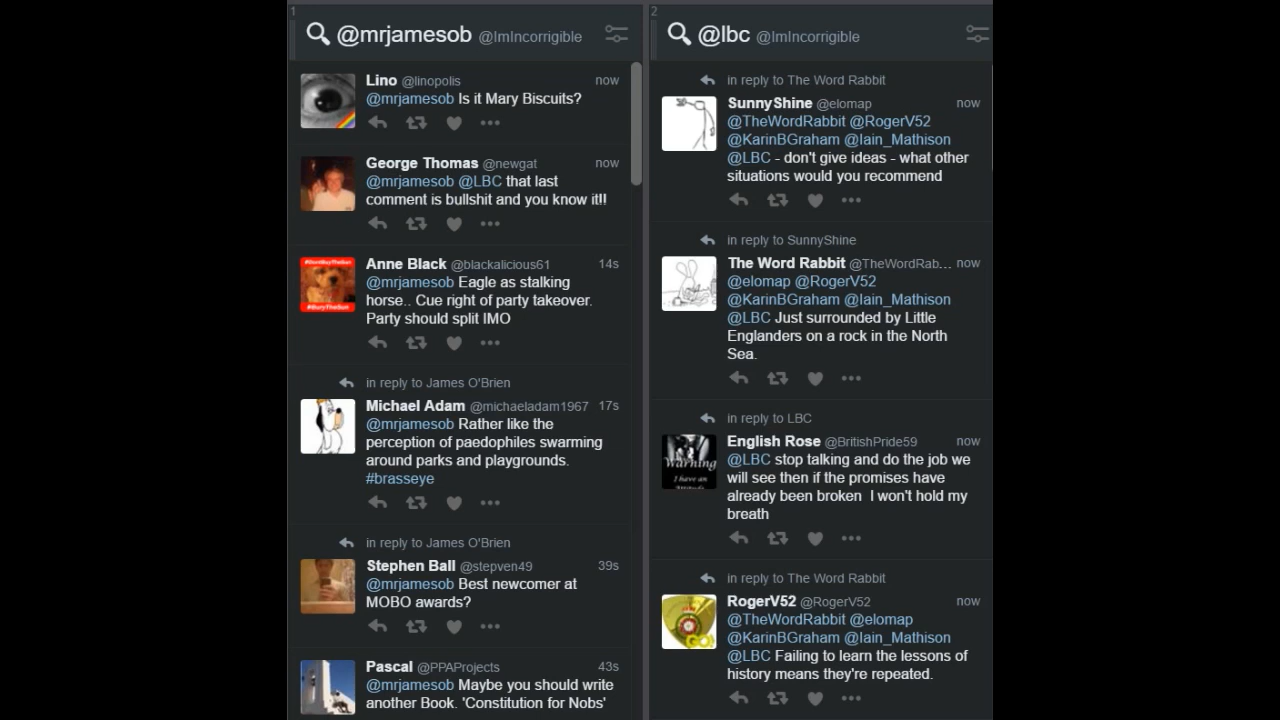 1
@mrjamesob @ImIncorrigible
Lino @linopolis now
@mrjamesob Is it Mary Biscuits?
George Thomas @newgat now
@mrjamesob @LBC that last
comment is bullshit and you know it!!
Anne Black @blackalicious61 14s
@mrjamesob Eagle as stalking
horse.. Cue right of party takeover.
Party should split IMO
#DontBuyTheSun
#BuryTheSun
in reply to James O'Brien
Michael Adam @michaeladam1967 17s
@mrjamesob Rather like the
perception of paedophiles swarming
around parks and playgrounds.
#brasseye
in reply to James O'Brien
Stephen Ball @stepven49 39s
@mrjamesob Best newcomer at
MOBO awards?
Pascal @PPAProjects 43s
@mrjamesob Maybe you should write
another Book. 'Constitution for Nobs'
2
@lbc @ImIncorrigible
in reply to The Word Rabbit
SunnyShine @elomap now
@TheWordRabbit @RogerV52
@KarinBGraham @Iain_Mathison
@LBC - don't give ideas - what other
situations would you recommend
in reply to SunnyShine
The Word Rabbit @TheWordRab... now
@elomap @RogerV52
@KarinBGraham @Iain_Mathison
@LBC Just surrounded by Little
Englanders on a rock in the North
Sea.
in reply to LBC
English Rose @BritishPride59 now
@LBC stop talking and do the job we
will see then if the promises have
already been broken  I won't hold my
breath
Warning
I have an
in reply to The Word Rabbit
RogerV52 @RogerV52 now
@TheWordRabbit @elomap
@KarinBGraham @Iain_Mathison
@LBC Failing to learn the lessons of
history means they're repeated.